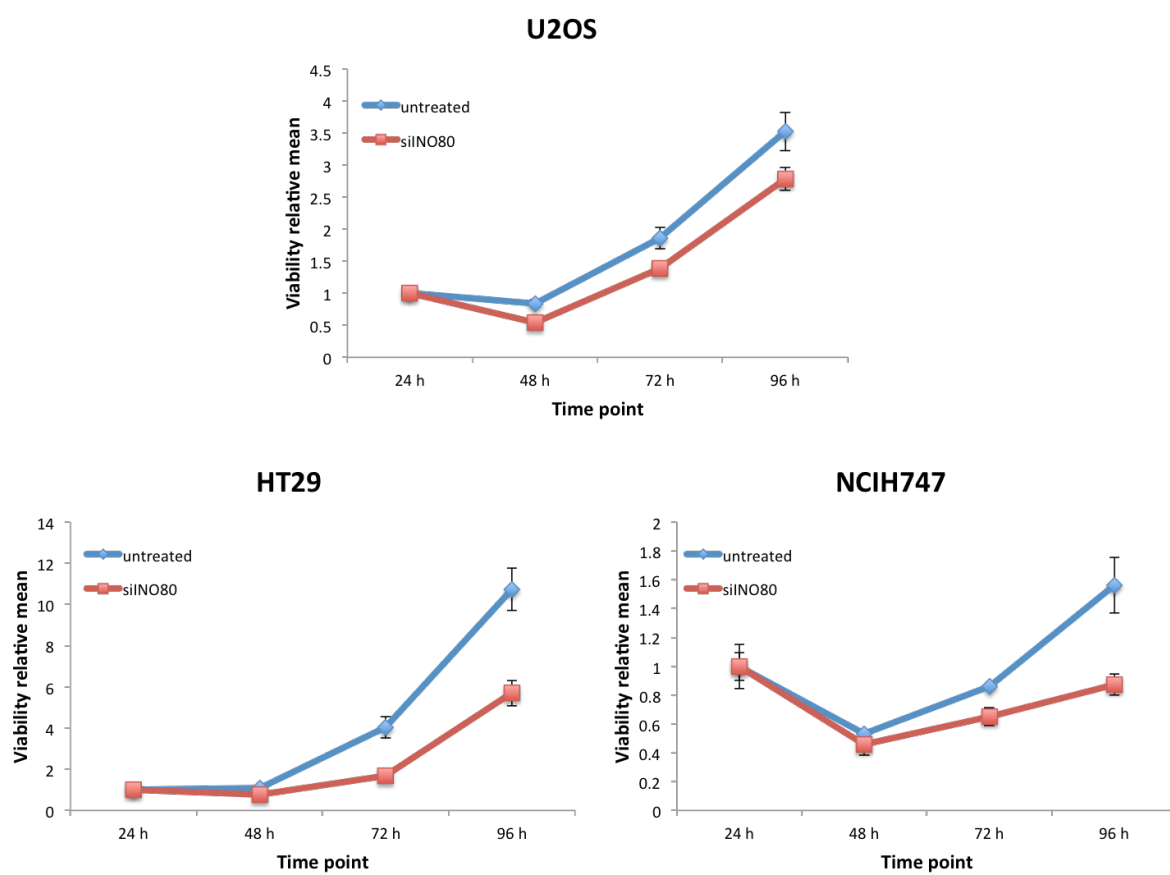 U2OS
4.5
4
3.5
3
2.5
2
1.5
1
0.5
0
Viability relative mean
untreated
siINO80
24 h 48 h 72 h 96 h
Time point
HT29
14
12
10
8
6
4
2
0
Viability relative mean
untreated
siINO80
24 h 48 h 72 h 96 h
Time point
NCIH747
2
1.8
1.6
1.4
1.2
1
0.8
0.6
0.4
0.2
0
Viability relative mean
untreated
siINO80
24 h 48 h 72 h 96 h
Time point